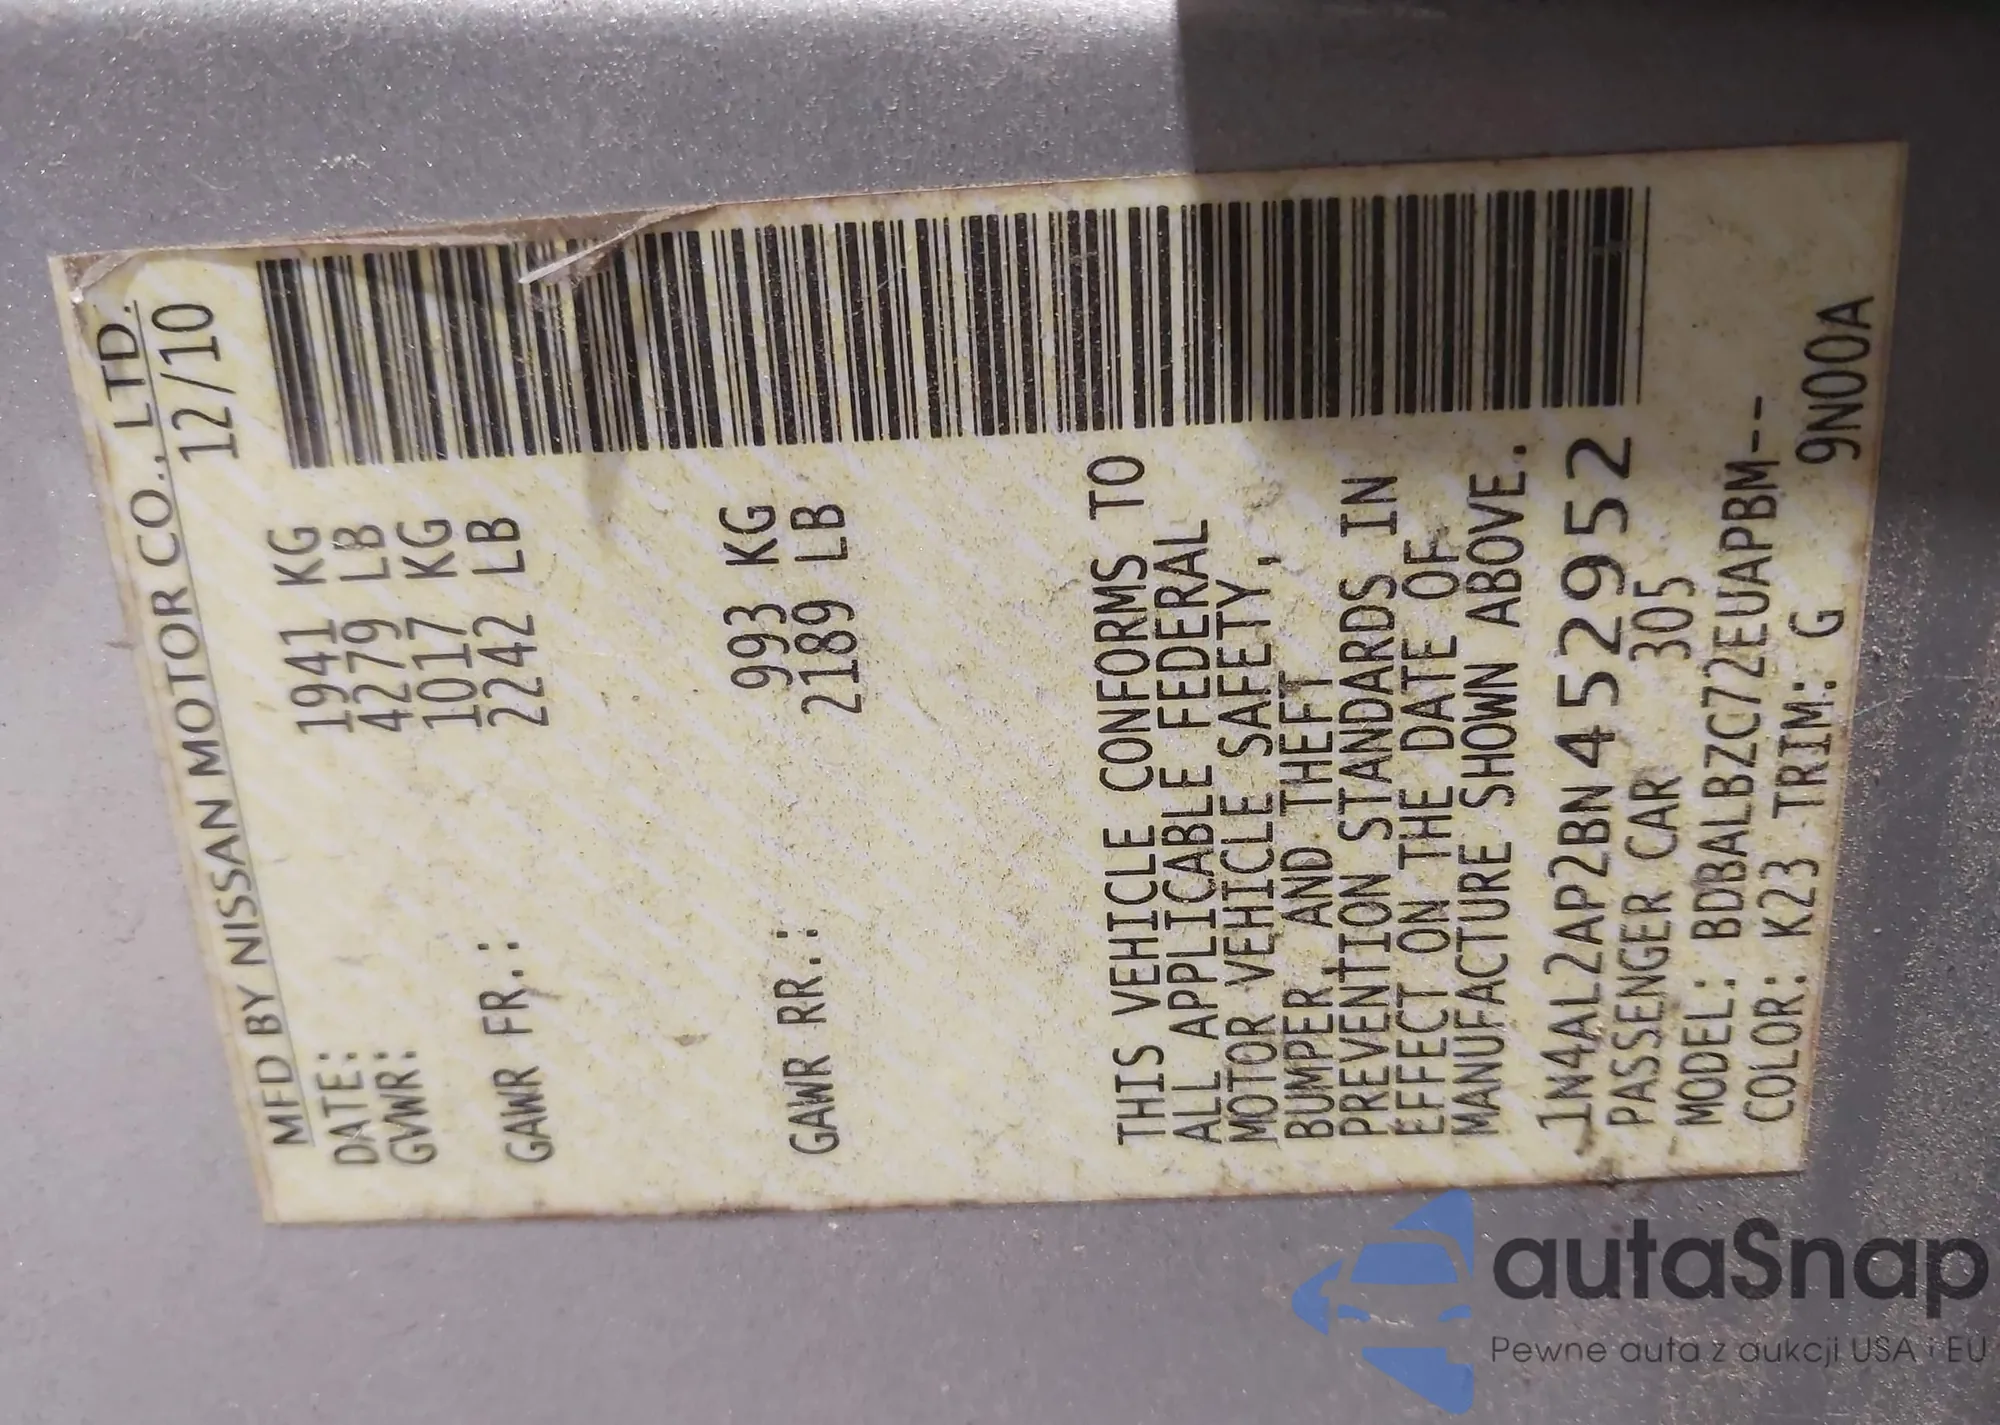 MFD BY NISSAN MOTOR CO., LTD.
DATE: 12/10
GVWR: 1941 KG
4279 LB
GAWR FR.: 1017 KG
2242 LB
GAWR RR.: 993 KG
2189 LB
THIS VEHICLE CONFORMS TO
ALL APPLICABLE FEDERAL
MOTOR VEHICLE SAFETY,
BUMPER, AND THEFT
PREVENTION STANDARDS IN
EFFECT ON THE DATE OF
MANUFACTURE SHOWN ABOVE.
1N4AL2AP2BN452952
PASSENGER CAR 305
MODEL: BDBALBZC72EUAPBM--
COLOR: K23 TRIM: G 9N00A
autaSnap
Pewne auta z aukcji USA i EU